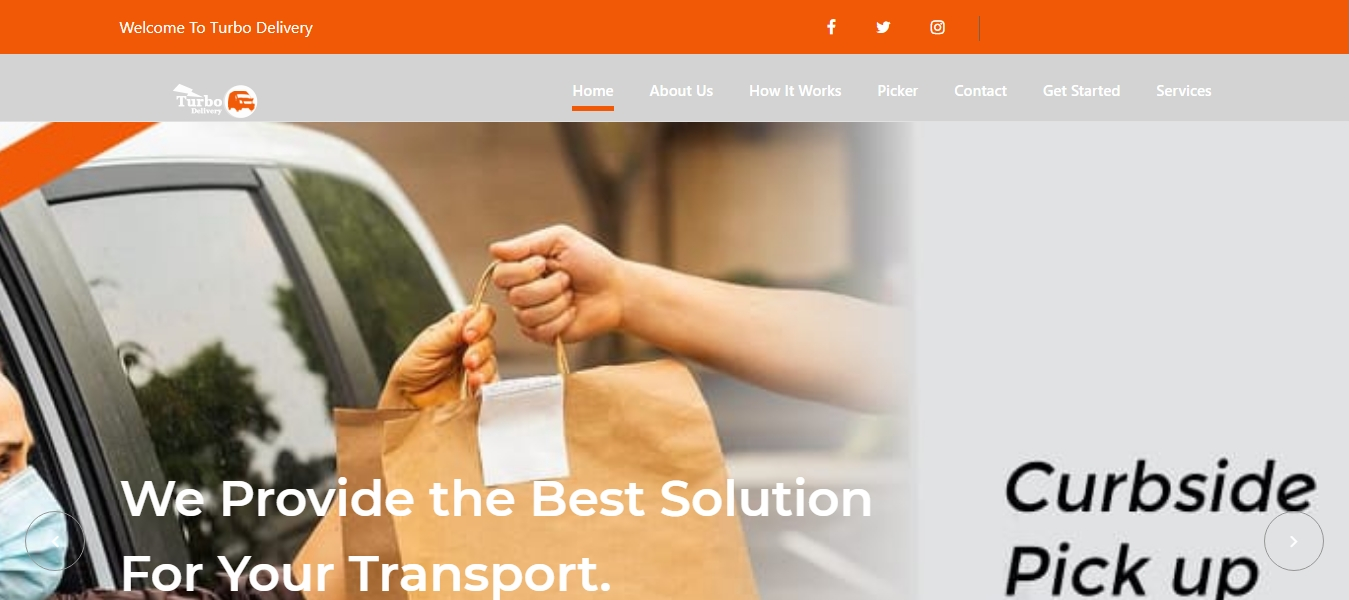 Welcome To Turbo Delivery
Turbo
Delivery
Home About Us How It Works Picker Contact Get Started Services
We Provide the Best Solution
For Your Transport.
Curbside
Pick up